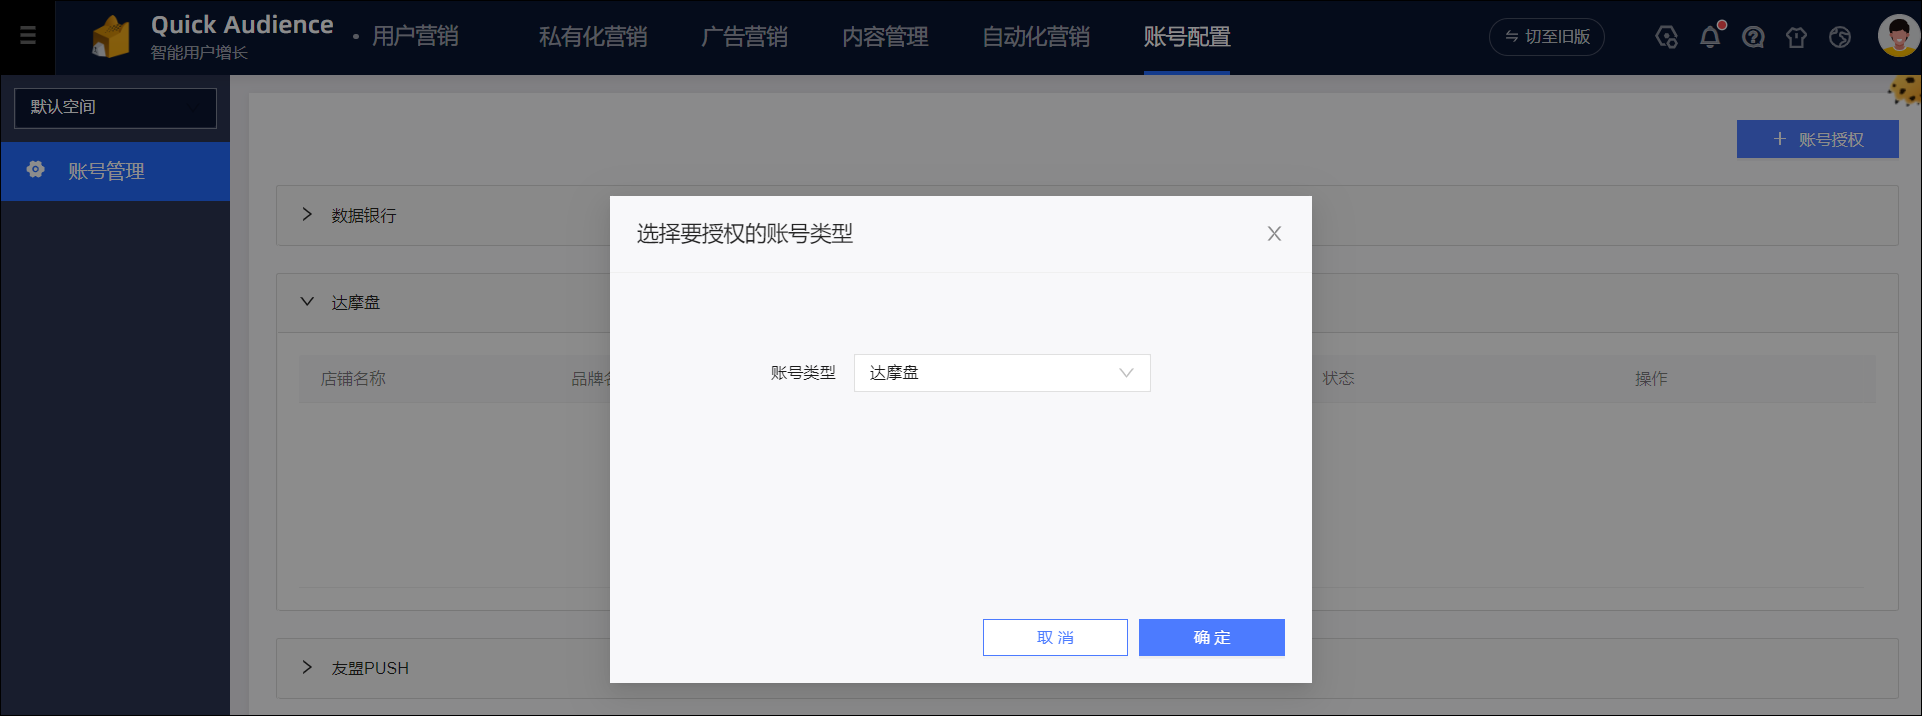 Quick Audience
智能用户增长
用户营销
私有化营销
广告营销
内容管理
自动化营销
账号配置
切至旧版
默认空间
账号管理
账号授权
数据银行
选择要授权的账号类型
达摩盘
账号类型
达摩盘
店铺名称
品牌
状态
操作
取 消
确 定
友盟PUSH